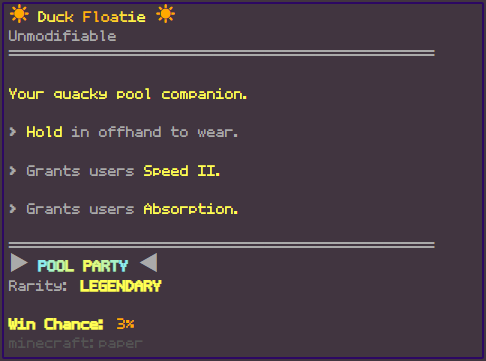 ☀ Duck Floatie ☀
Unmodifiable
Your quacky pool companion.
> Hold in offhand to wear.
> Grants users Speed II.
> Grants users Absorption.
▶ POOL PARTY ◀
Rarity: LEGENDARY
Win Chance: 3%
minecraft:paper